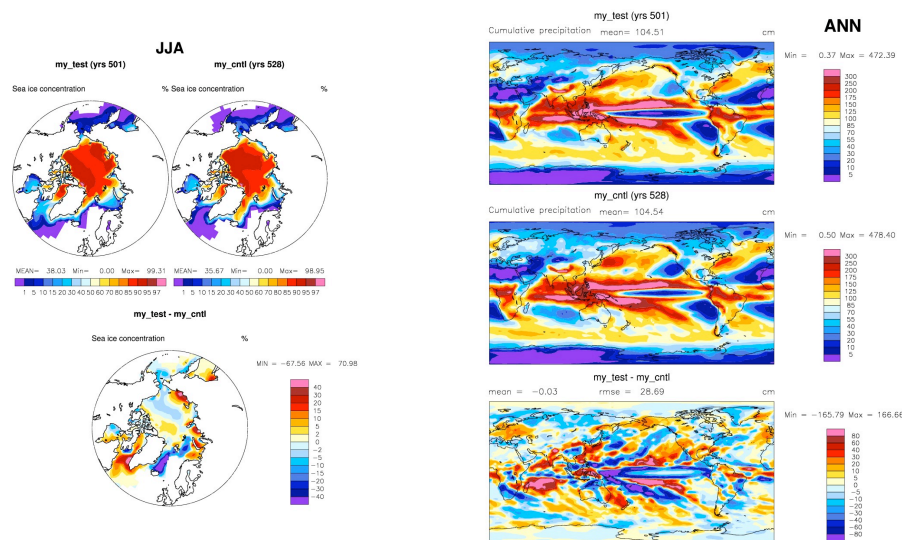 JJA
my_test (yrs 501)
my_cntl (yrs 528)
Sea ice concentration %
Sea ice concentration %
MEAN= 38.03 Min= 0.00 Max= 99.31
MEAN= 35.67 Min= 0.00 Max= 98.95
1 5 10 15 20 30 40 50 60 70 80 85 90 95 97
1 5 10 15 20 30 40 50 60 70 80 85 90 95 97
my_test - my_cntl
Sea ice concentration %
MIN = -67.56 MAX = 70.98
40
30
20
15
10
5
2
0
-2
-5
-10
-15
-20
-30
-40
ANN
my_test (yrs 501)
Cumulative precipitation mean= 104.51 cm
Min = 0.37 Max = 472.39
300
250
200
175
150
125
100
85
70
55
40
30
20
10
5
my_cntl (yrs 528)
Cumulative precipitation mean= 104.54 cm
Min = 0.50 Max = 478.40
300
250
200
175
150
125
100
85
70
55
40
30
20
10
5
my_test - my_cntl
mean = -0.03 rmse = 28.69 cm
Min = -165.79 Max = 166.66
80
60
40
30
20
10
5
0
-5
-10
-20
-30
-40
-60
-80